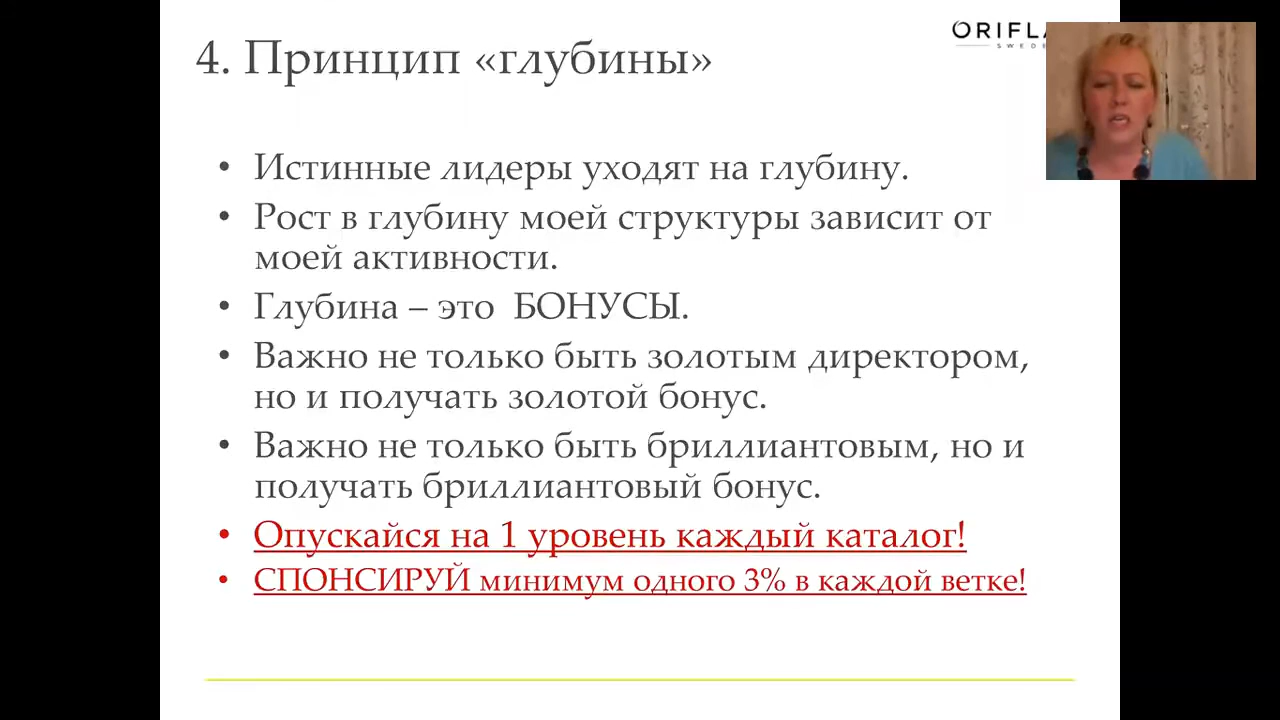 4. Принцип «глубины»
ORIFLA
SWEDE
• Истинные лидеры уходят на глубину.
• Рост в глубину моей структуры зависит от
моей активности.
• Глубина – это БОНУСЫ.
• Важно не только быть золотым директором,
но и получать золотой бонус.
• Важно не только быть бриллиантовым, но и
получать бриллиантовый бонус.
• Опускайся на 1 уровень каждый каталог!
• СПОНСИРУЙ минимум одного 3% в каждой ветке!